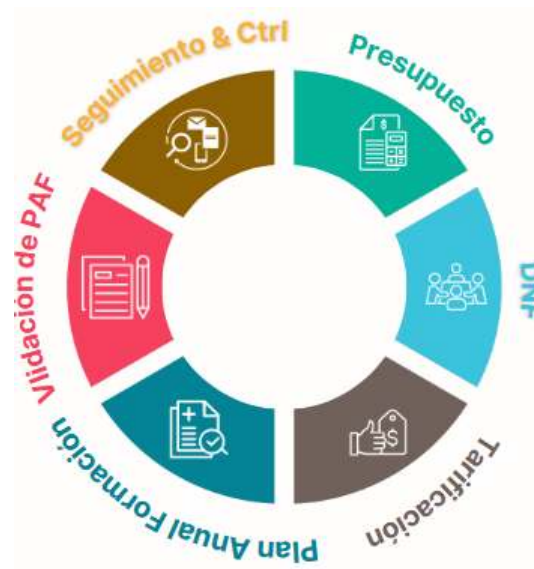 Presupuesto
DNF
Tarificación
Plan Anual Formación
Vlidación de PAF
Seguimiento & Ctrl